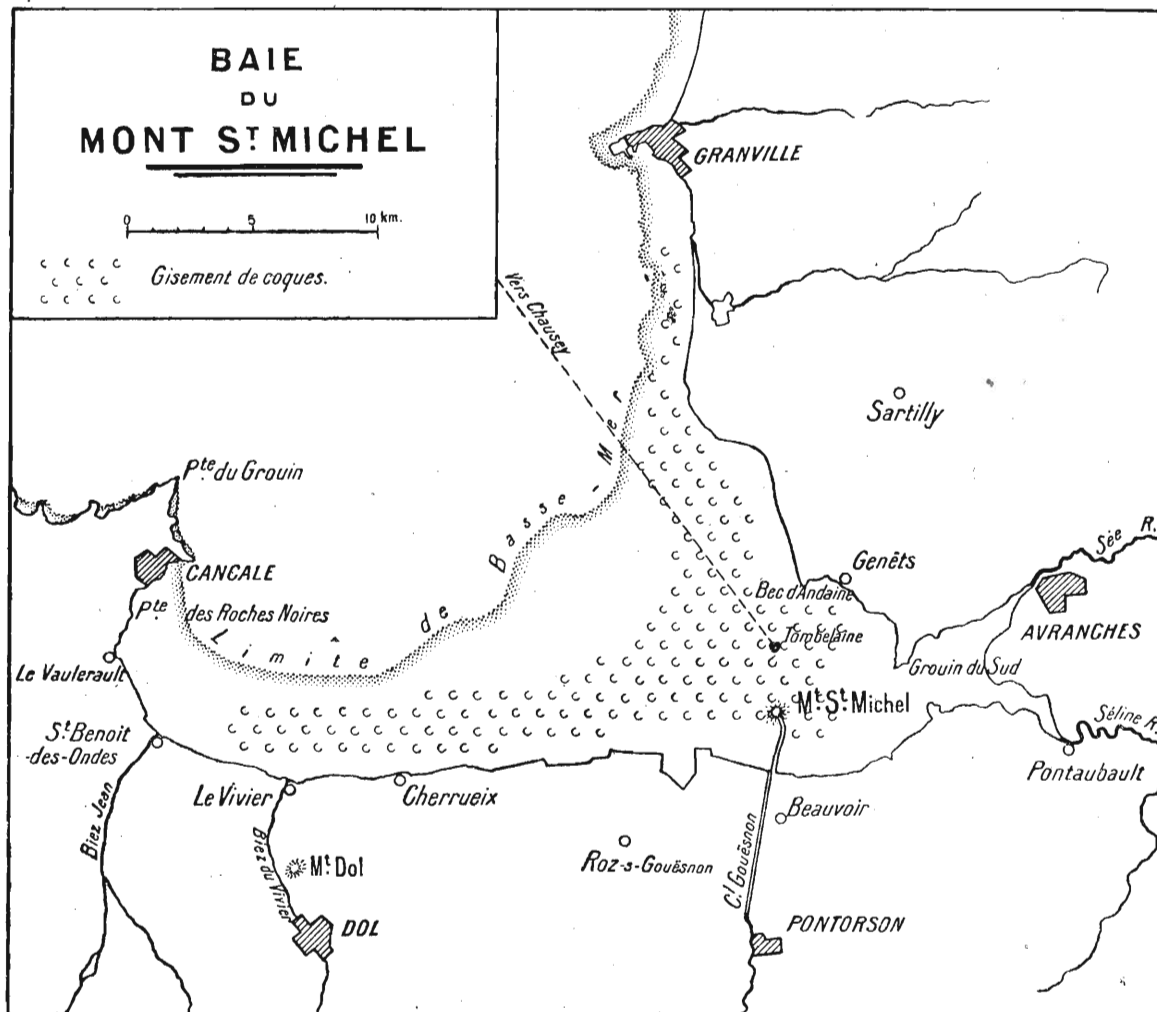 BAIE
DU
MONT ST MICHEL
0 5 10 km.
Gisement de coques.
GRANVILLE
Vers Chausey
Sartilly
Pte du Grouin
CANCALE
Pte des Roches Noires
Limite de Basse-Mer
Le Vaulerault
St Benoit
-des-Ondes
Genêts
Sée R.
Bec d'Andaine
AVRANCHES
Tombelaine
Grouin du Sud
Mt St Michel
Séline R.
Pontaubault
Le Vivier
Cherrueix
Beauvoir
Biez Jean
Biez du Vivier
Mt Dol
Roz-s-Gouësnon
Cl Gouësnon
DOL
PONTORSON